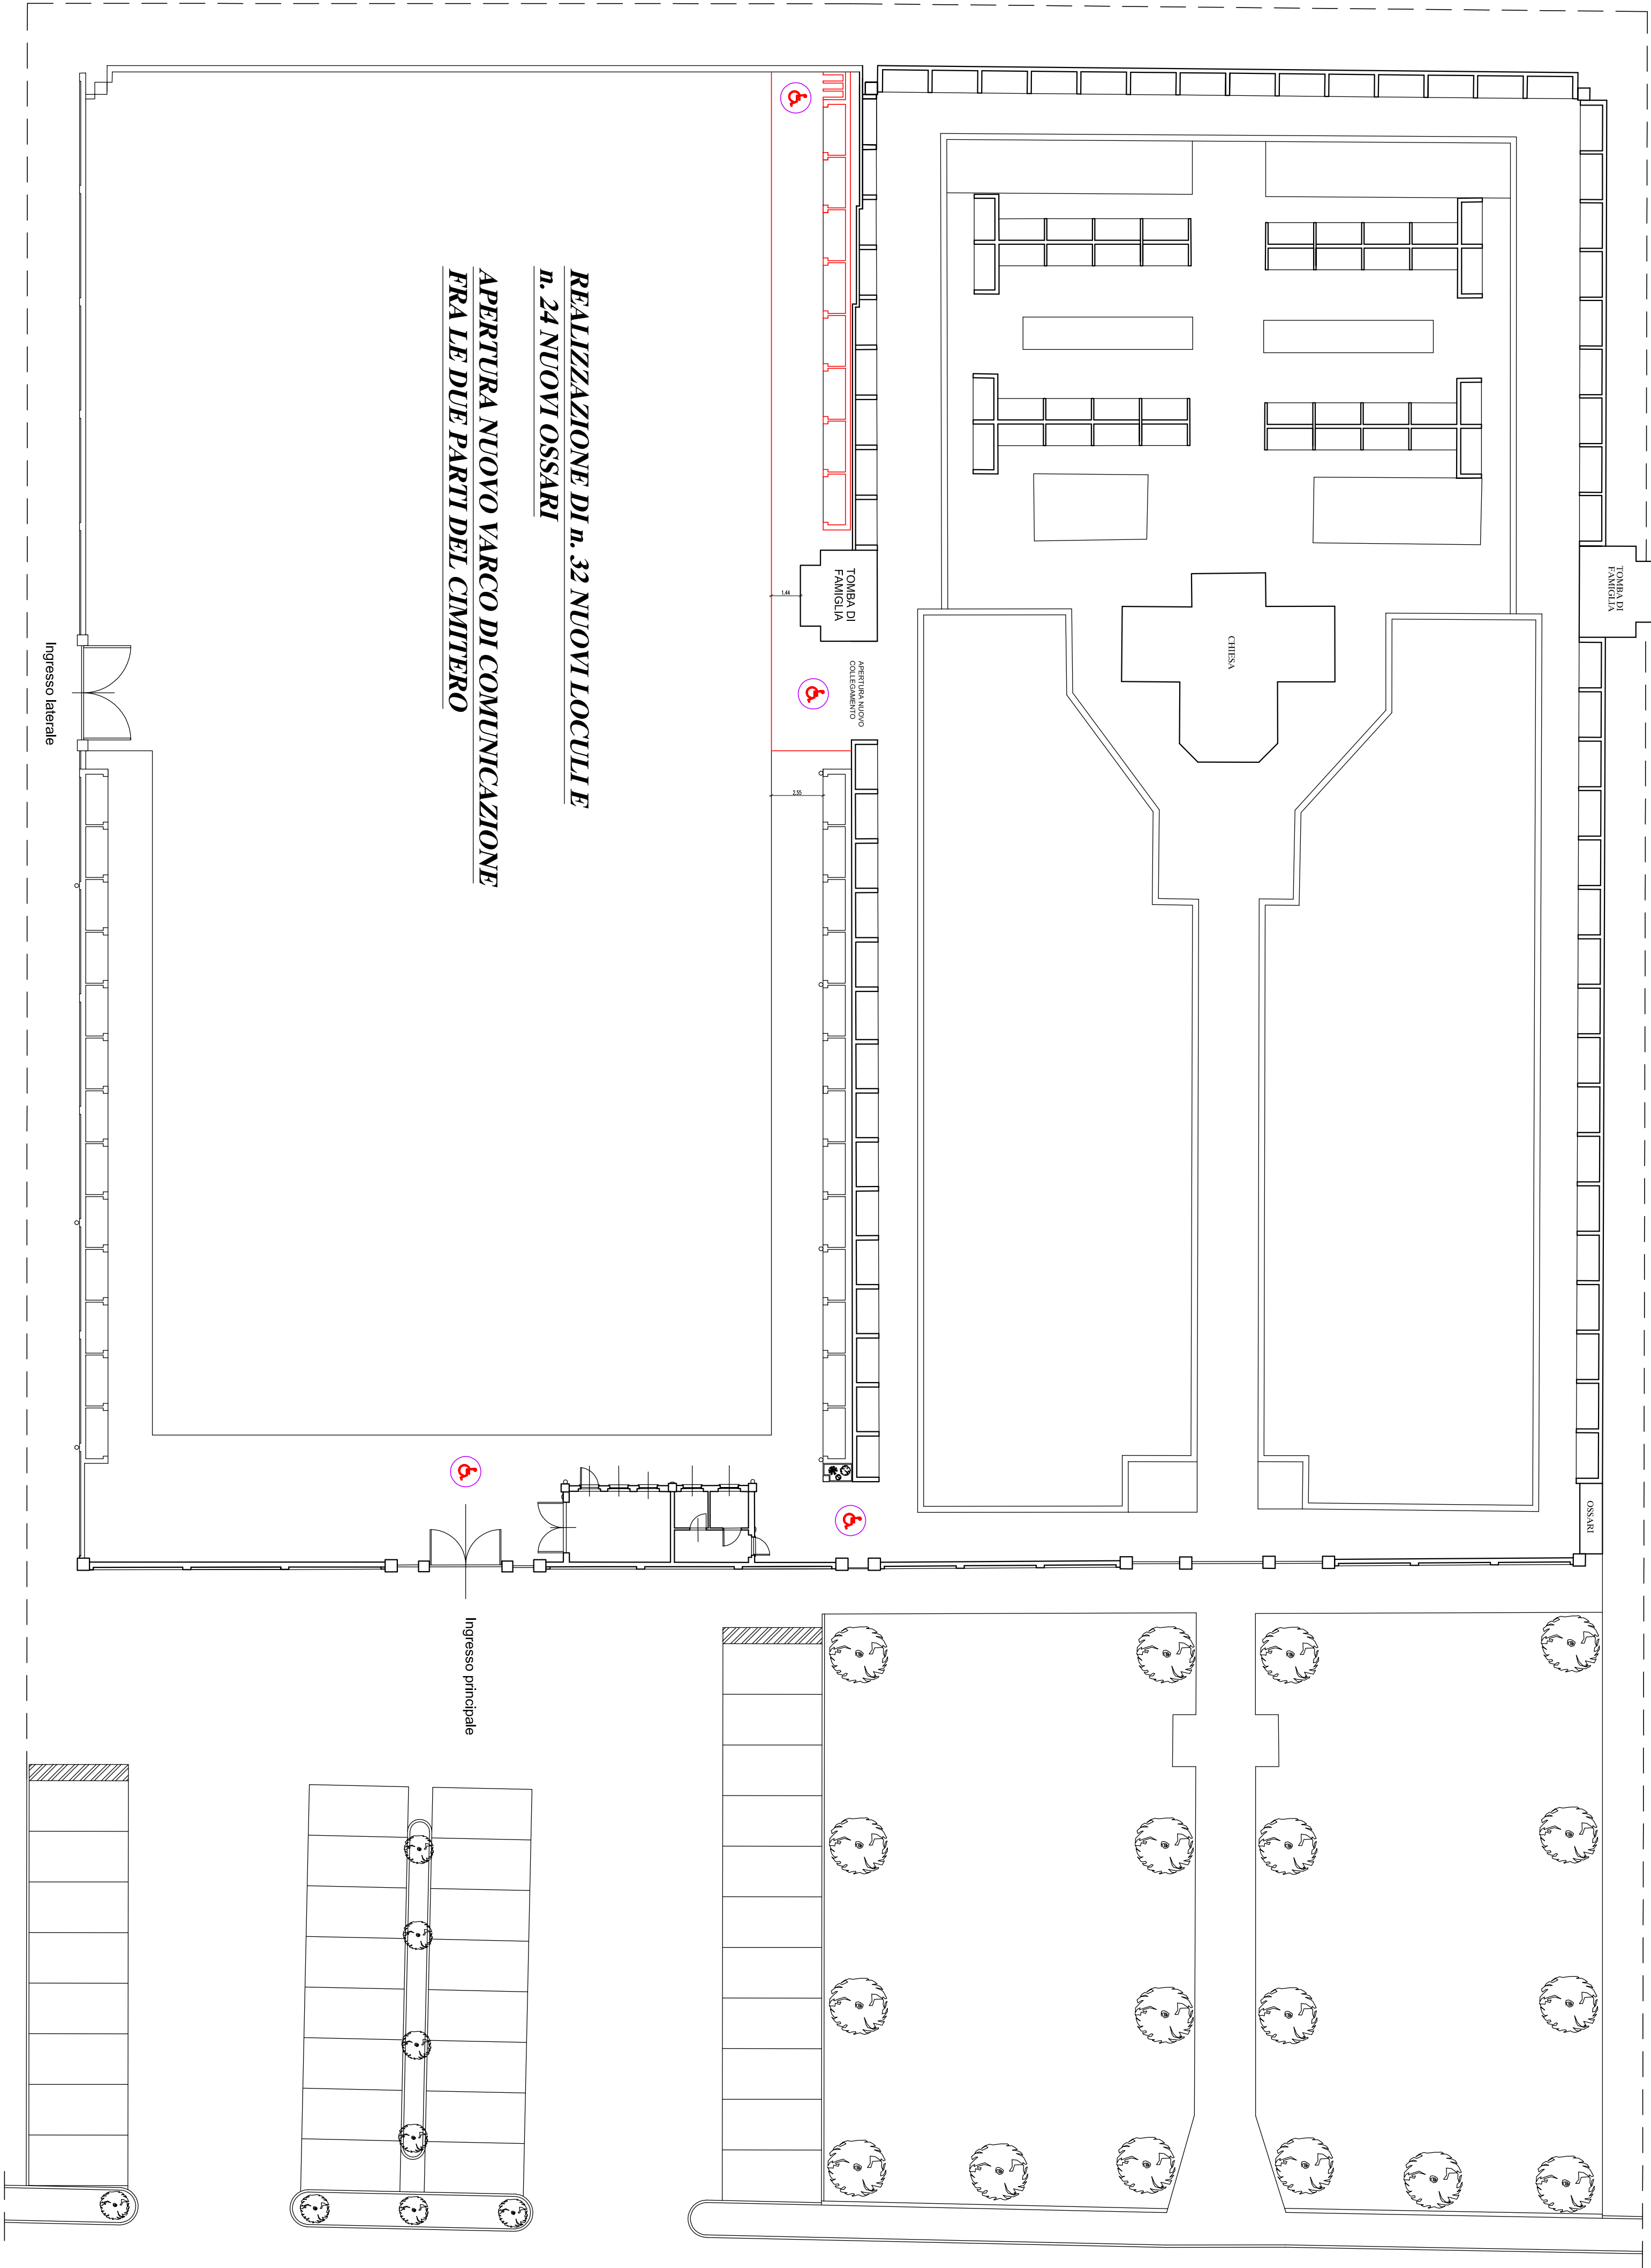 REALIZZAZIONE DI n. 32 NUOVI LOCULI E
n. 24 NUOVI OSSARI
APERTURA NUOVO VARCO DI COMUNICAZIONE
FRA LE DUE PARTI DEL CIMITERO
TOMBA DI
FAMIGLIA
CHIESA
OSSARI
TOMBA DI
FAMIGLIA
APERTURA NUOVO
COLLEGAMENTO
1.44
2.55
Ingresso laterale
Ingresso principale